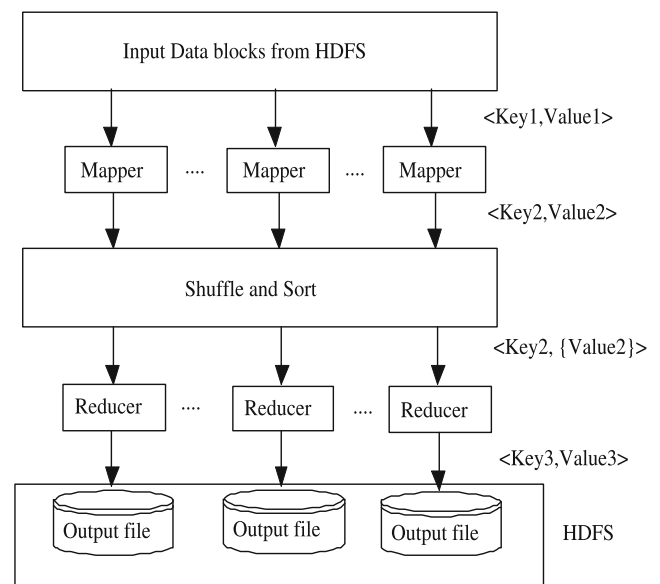 Input Data blocks from HDFS
<Key1,Value1>
Mapper .... Mapper .... Mapper
<Key2,Value2>
Shuffle and Sort
<Key2, {Value2}>
Reducer .... Reducer .... Reducer
<Key3,Value3>
Output file Output file Output file HDFS